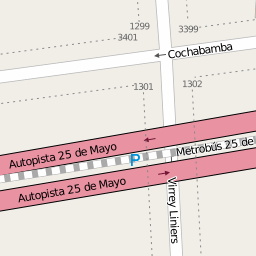 1299
3399
3401
Cochabamba
1301
1302
Autopista 25 de Mayo
Metrobús 25 de
P
Autopista 25 de Mayo
Virrey Liniers